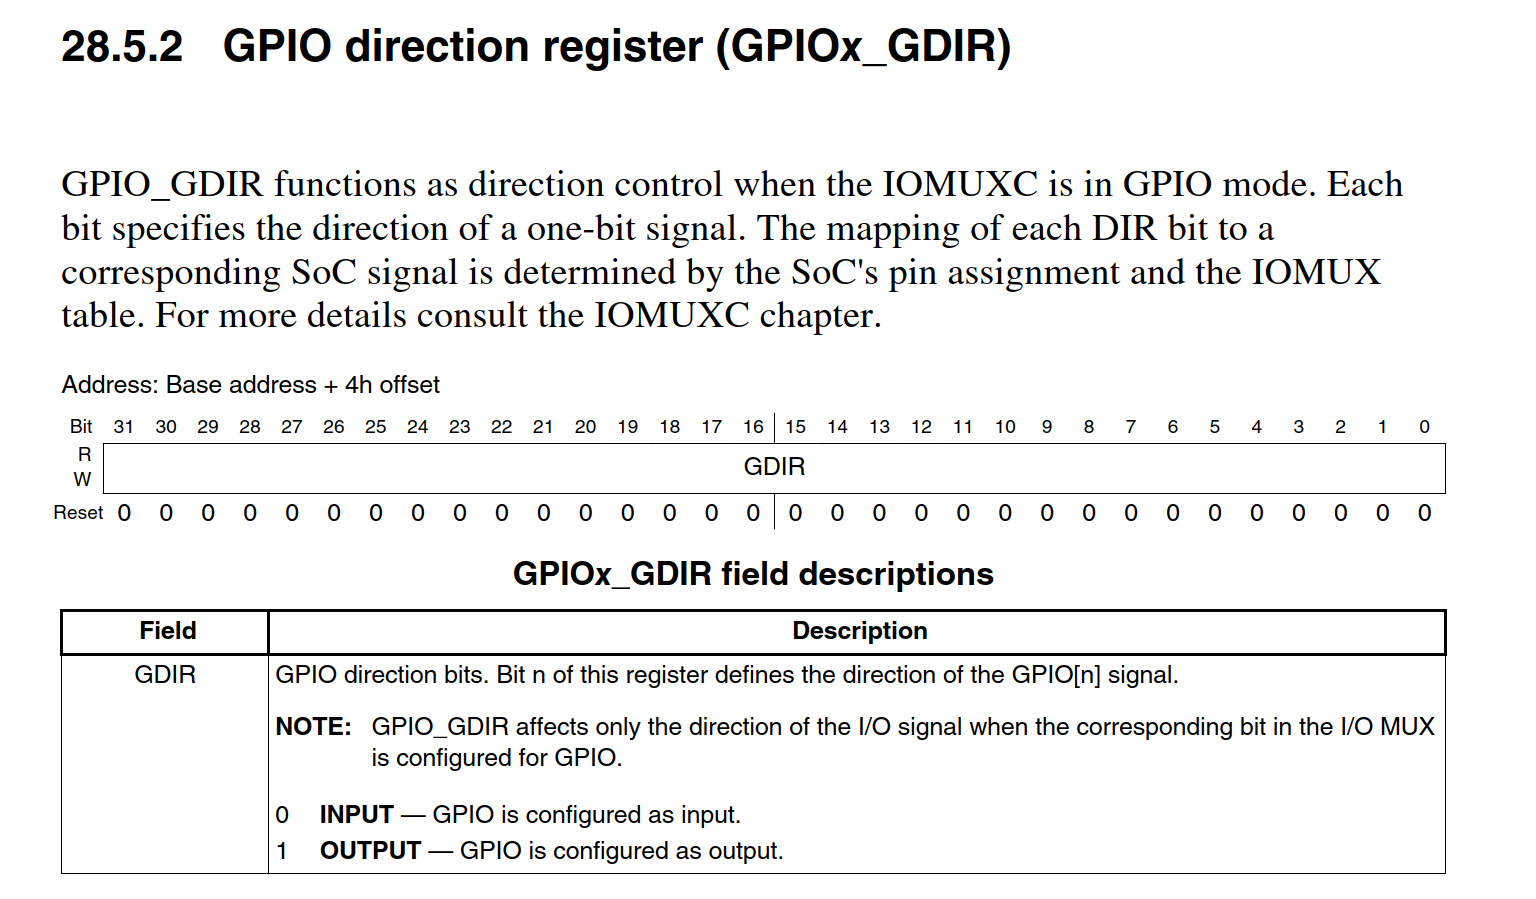 28.5.2 GPIO direction register (GPIOx_GDIR)
GPIO_GDIR functions as direction control when the IOMUXC is in GPIO mode. Each
bit specifies the direction of a one-bit signal. The mapping of each DIR bit to a
corresponding SoC signal is determined by the SoC's pin assignment and the IOMUX
table. For more details consult the IOMUXC chapter.
Address: Base address + 4h offset
Bit 31 30 29 28 27 26 25 24 23 22 21 20 19 18 17 16 15 14 13 12 11 10 9 8 7 6 5 4 3 2 1 0
R
GDIR
W
Reset 0 0 0 0 0 0 0 0 0 0 0 0 0 0 0 0 0 0 0 0 0 0 0 0 0 0 0 0 0 0 0 0
GPIOx_GDIR field descriptions
Field Description
GDIR GPIO direction bits. Bit n of this register defines the direction of the GPIO[n] signal.
NOTE: GPIO_GDIR affects only the direction of the I/O signal when the corresponding bit in the I/O MUX
is configured for GPIO.
0 INPUT — GPIO is configured as input.
1 OUTPUT — GPIO is configured as output.